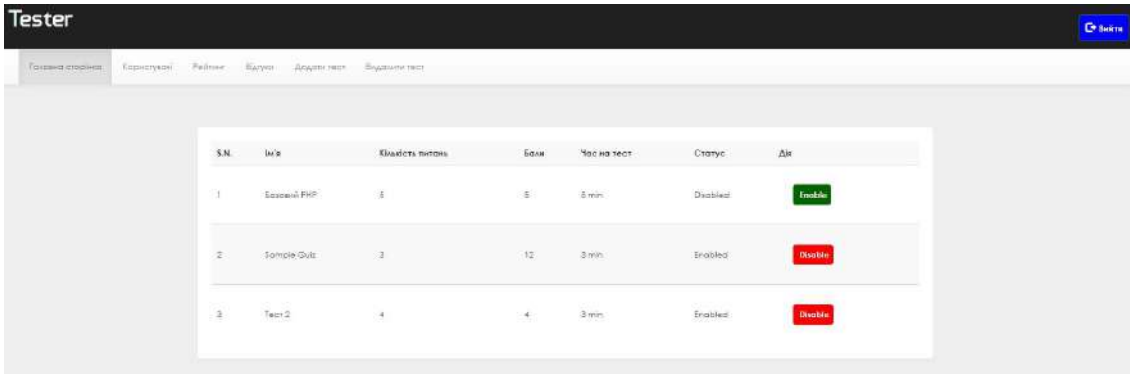 Tester
Вийти
Головна сторінка Користувачі Рейтинг Відгуки Додати тест Видалити тест
S.N. Ім'я Кількість питань Бали Час на тест Статус Дія
1 Базовий PHP 5 5 5 min Disabled Enable
2 Sample Quiz 3 12 3 min Enabled Disable
3 Тест 2 4 4 3 min Enabled Disable